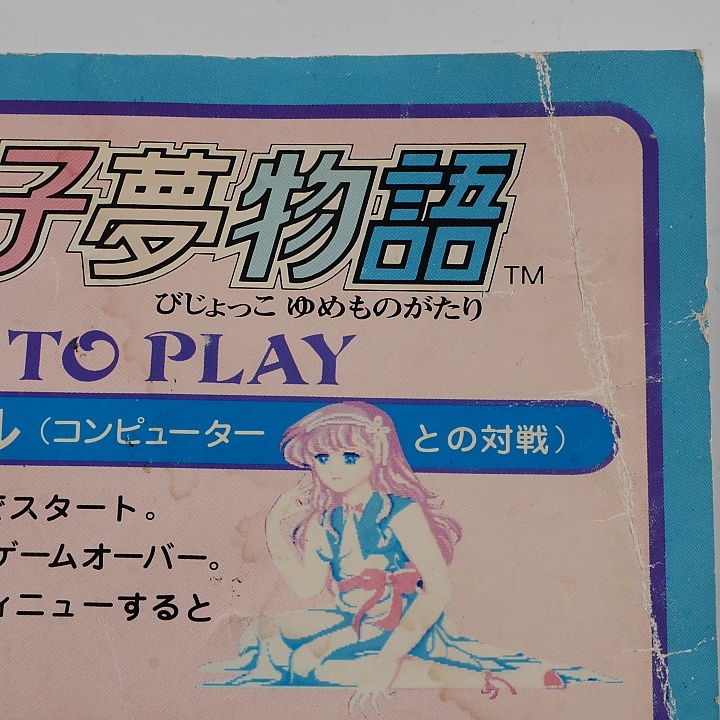 子夢物語 TM
びじょっこ ゆめものがたり
TO PLAY
ル（コンピューター との対戦）
でスタート。
ゲームオーバー。
ィニューすると